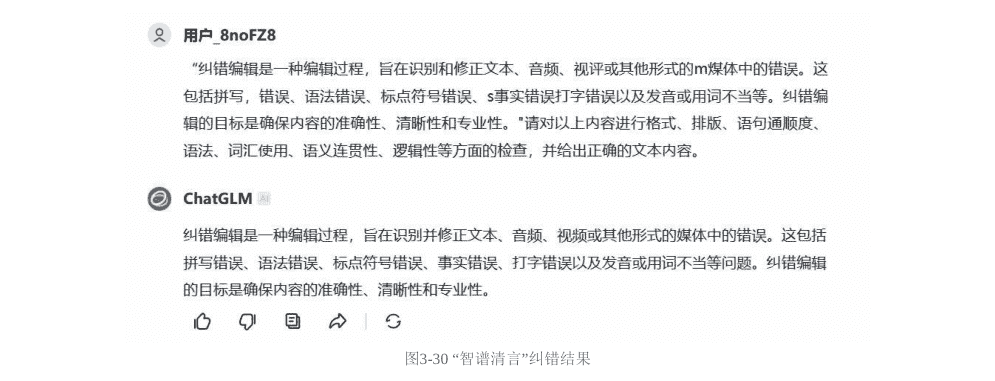 用户_8noFZ8
“纠错编辑是一种编辑过程，旨在识别和修正文本、音频、视评或其他形式的m媒体中的错误。这
包括拼写，错误、语法错误、标点符号错误、s事实错误打字错误以及发音或用词不当等。纠错编
辑的目标是确保内容的准确性、清晰性和专业性。"请对以上内容进行格式、排版、语句通顺度、
语法、词汇使用、语义连贯性、逻辑性等方面的检查，并给出正确的文本内容。
ChatGLM AI
纠错编辑是一种编辑过程，旨在识别并修正文本、音频、视频或其他形式的媒体中的错误。这包括
拼写错误、语法错误、标点符号错误、事实错误、打字错误以及发音或用词不当等问题。纠错编辑
的目标是确保内容的准确性、清晰性和专业性。
图3-30 “智谱清言”纠错结果